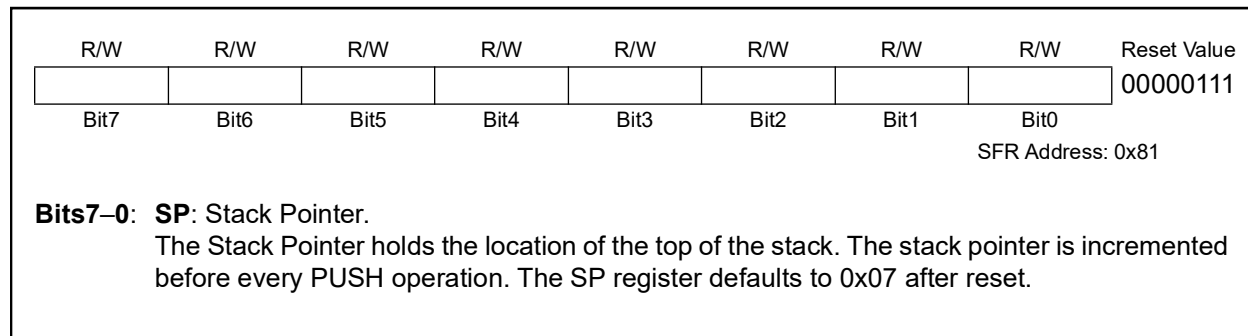 R/W R/W R/W R/W R/W R/W R/W R/W Reset Value
00000111
Bit7 Bit6 Bit5 Bit4 Bit3 Bit2 Bit1 Bit0
SFR Address: 0x81
Bits7–0: SP: Stack Pointer.
The Stack Pointer holds the location of the top of the stack. The stack pointer is incremented
before every PUSH operation. The SP register defaults to 0x07 after reset.